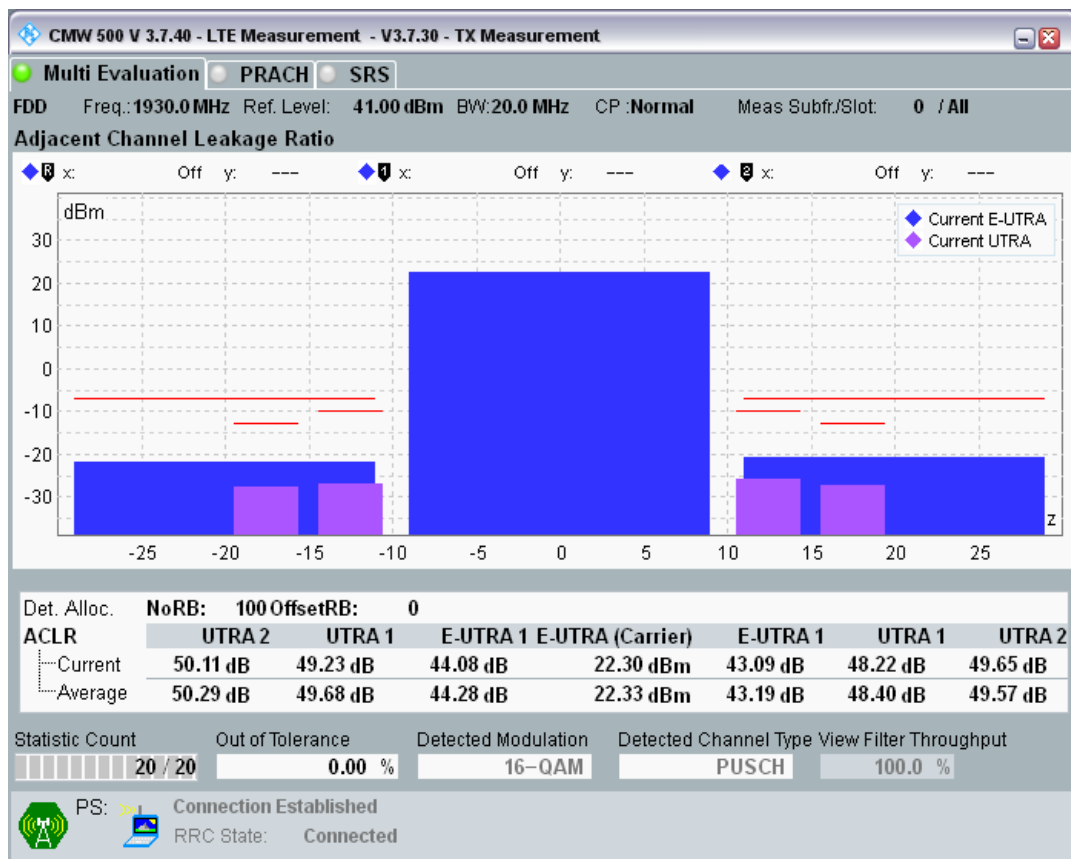 CMW 500 V 3.7.40 - LTE Measurement - V3.7.30 - TX Measurement
Multi Evaluation PRACH SRS
FDD Freq.:1930.0 MHz Ref. Level: 41.00 dBm BW:20.0 MHz CP :Normal Meas Subfr./Slot: 0 / All
Adjacent Channel Leakage Ratio
R x: Off y: --- 1 x: Off y: --- 2 x: Off y: ---
dBm
Current E-UTRA
Current UTRA
30
20
10
0
-10
-20
-30
z
-25 -20 -15 -10 -5 0 5 10 15 20 25
Det. Alloc. NoRB: 100 OffsetRB: 0
ACLR UTRA 2 UTRA 1 E-UTRA 1 E-UTRA (Carrier) E-UTRA 1 UTRA 1 UTRA 2
Current 50.11 dB 49.23 dB 44.08 dB 22.30 dBm 43.09 dB 48.22 dB 49.65 dB
Average 50.29 dB 49.68 dB 44.28 dB 22.33 dBm 43.19 dB 48.40 dB 49.57 dB
Statistic Count Out of Tolerance Detected Modulation Detected Channel Type View Filter Throughput
20 / 20 0.00 % 16-QAM PUSCH 100.0 %
PS: Connection Established
RRC State: Connected